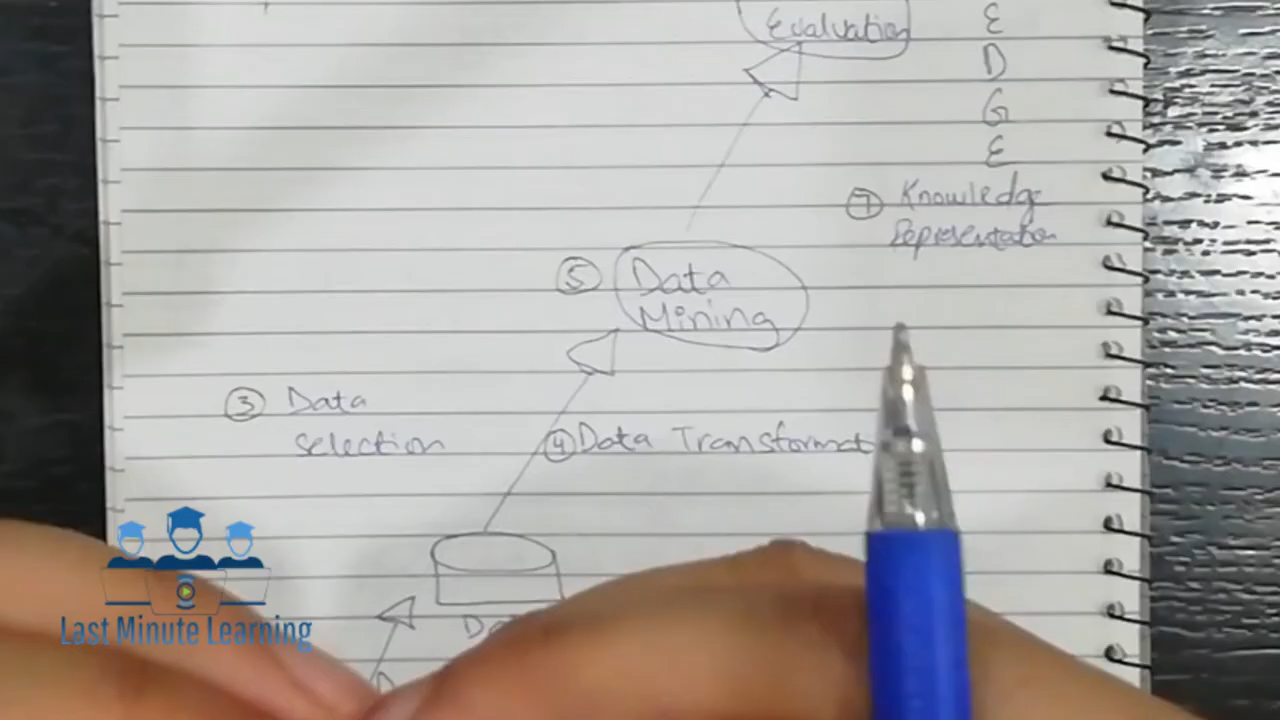 Evaluation
E
D
G
E
⑦ Knowledge
Representation
⑤ Data
Mining
③ Data
selection
④ Data Transformat
Last Minute Learning